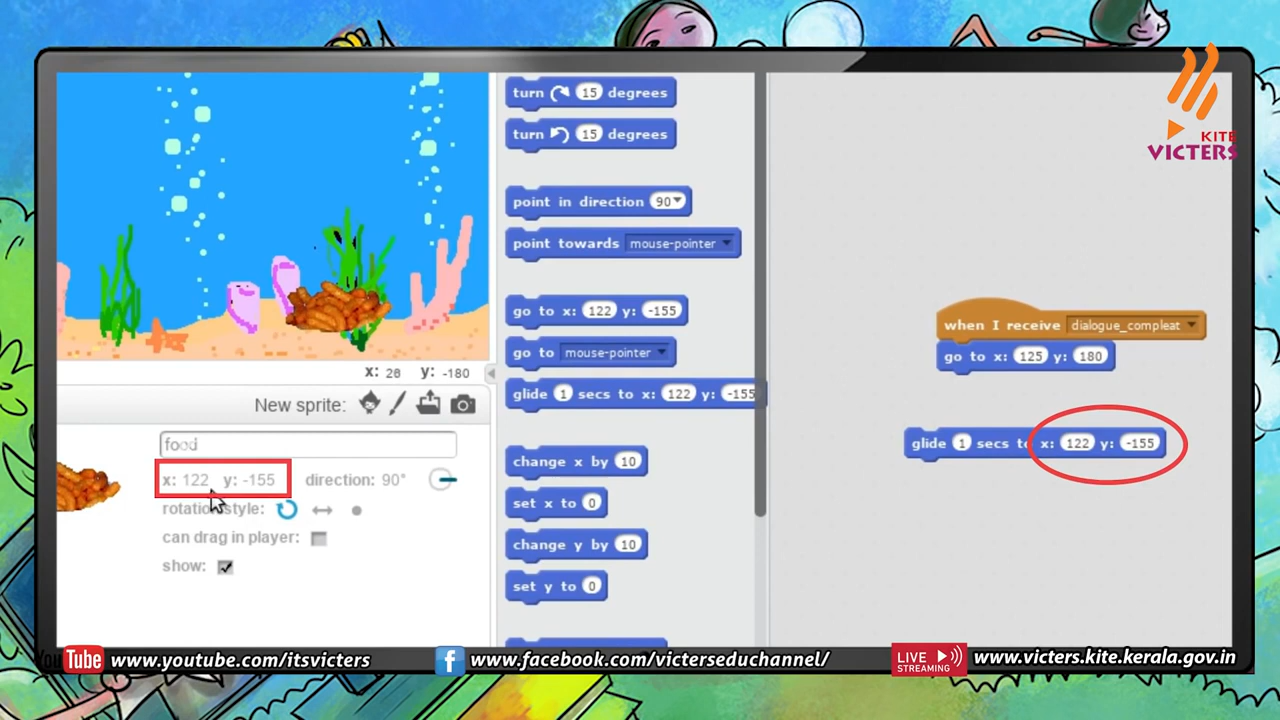 turn 15 degrees
turn 15 degrees
point in direction 90
point towards mouse-pointer
go to x: 122 y: -155
go to mouse-pointer
glide 1 secs to x: 122 y: -155
change x by 10
set x to 0
change y by 10
set y to 0
x: 28 y: -180
New sprite:
food
x: 122 y: -155 direction: 90°
rotation style:
can drag in player:
show:
when I receive dialogue_compleat
go to x: 125 y: 180
glide 1 secs to x: 122 y: -155
KITE
VICTERS
You Tube www.youtube.com/itsvicters
f www.facebook.com/victerseduchannel/
LIVE
STREAMING
www.victers.kite.kerala.gov.in